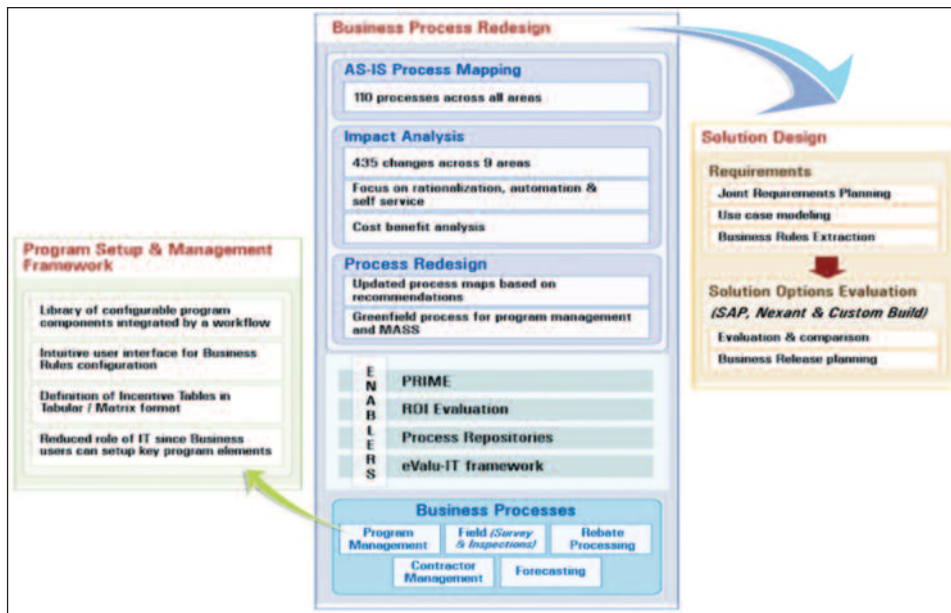 Business Process Redesign
AS-IS Process Mapping
110 processes across all areas
Impact Analysis
435 changes across 9 areas
Focus on rationalization, automation &
self service
Cost benefit analysis
Process Redesign
Updated process maps based on
recommendations
Greenfield process for program management
and MASS
ENABLERS
PRIME
ROI Evaluation
Process Repositories
eValu-IT framework
Business Processes
Program
Management
Field (Survey
& Inspections)
Rebate
Processing
Contractor
Management
Forecasting
Program Setup & Management
Framework
Library of configurable program
components integrated by a workflow
Intuitive user interface for Business
Rules configuration
Definition of Incentive Tables in
Tabular / Matrix format
Reduced role of IT since Business
users can setup key program elements
Solution Design
Requirements
Joint Requirements Planning
Use case modeling
Business Rules Extraction
Solution Options Evaluation
(SAP, Nexant & Custom Build)
Evaluation & comparison
Business Release planning